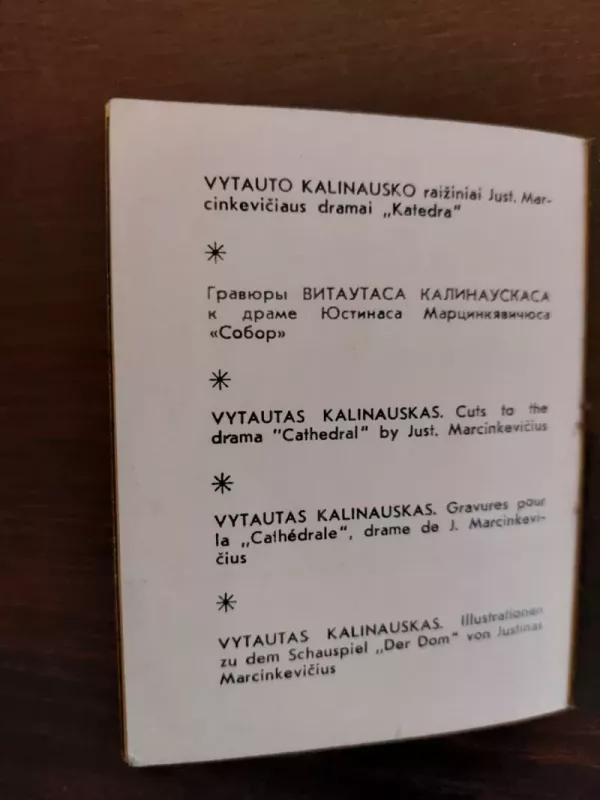 VYTAUTO KALINAUSKO raižiniai Just. Mar-
cinkevičiaus dramai „Katedra"
*
Гравюры ВИТАУТАСА КАЛИНАУСКАСА
к драме Юстинаса Марцинкявичюса
«Собор»
*
VYTAUTAS KALINAUSKAS. Cuts to the
drama "Cathedral" by Just. Marcinkevičius
*
VYTAUTAS KALINAUSKAS. Gravures pour
la „Cathédrale", drame de J. Marcinkevi-
čius
*
VYTAUTAS KALINAUSKAS. Illustrationen
zu dem Schauspiel „Der Dom" von Justinas
Marcinkevičius